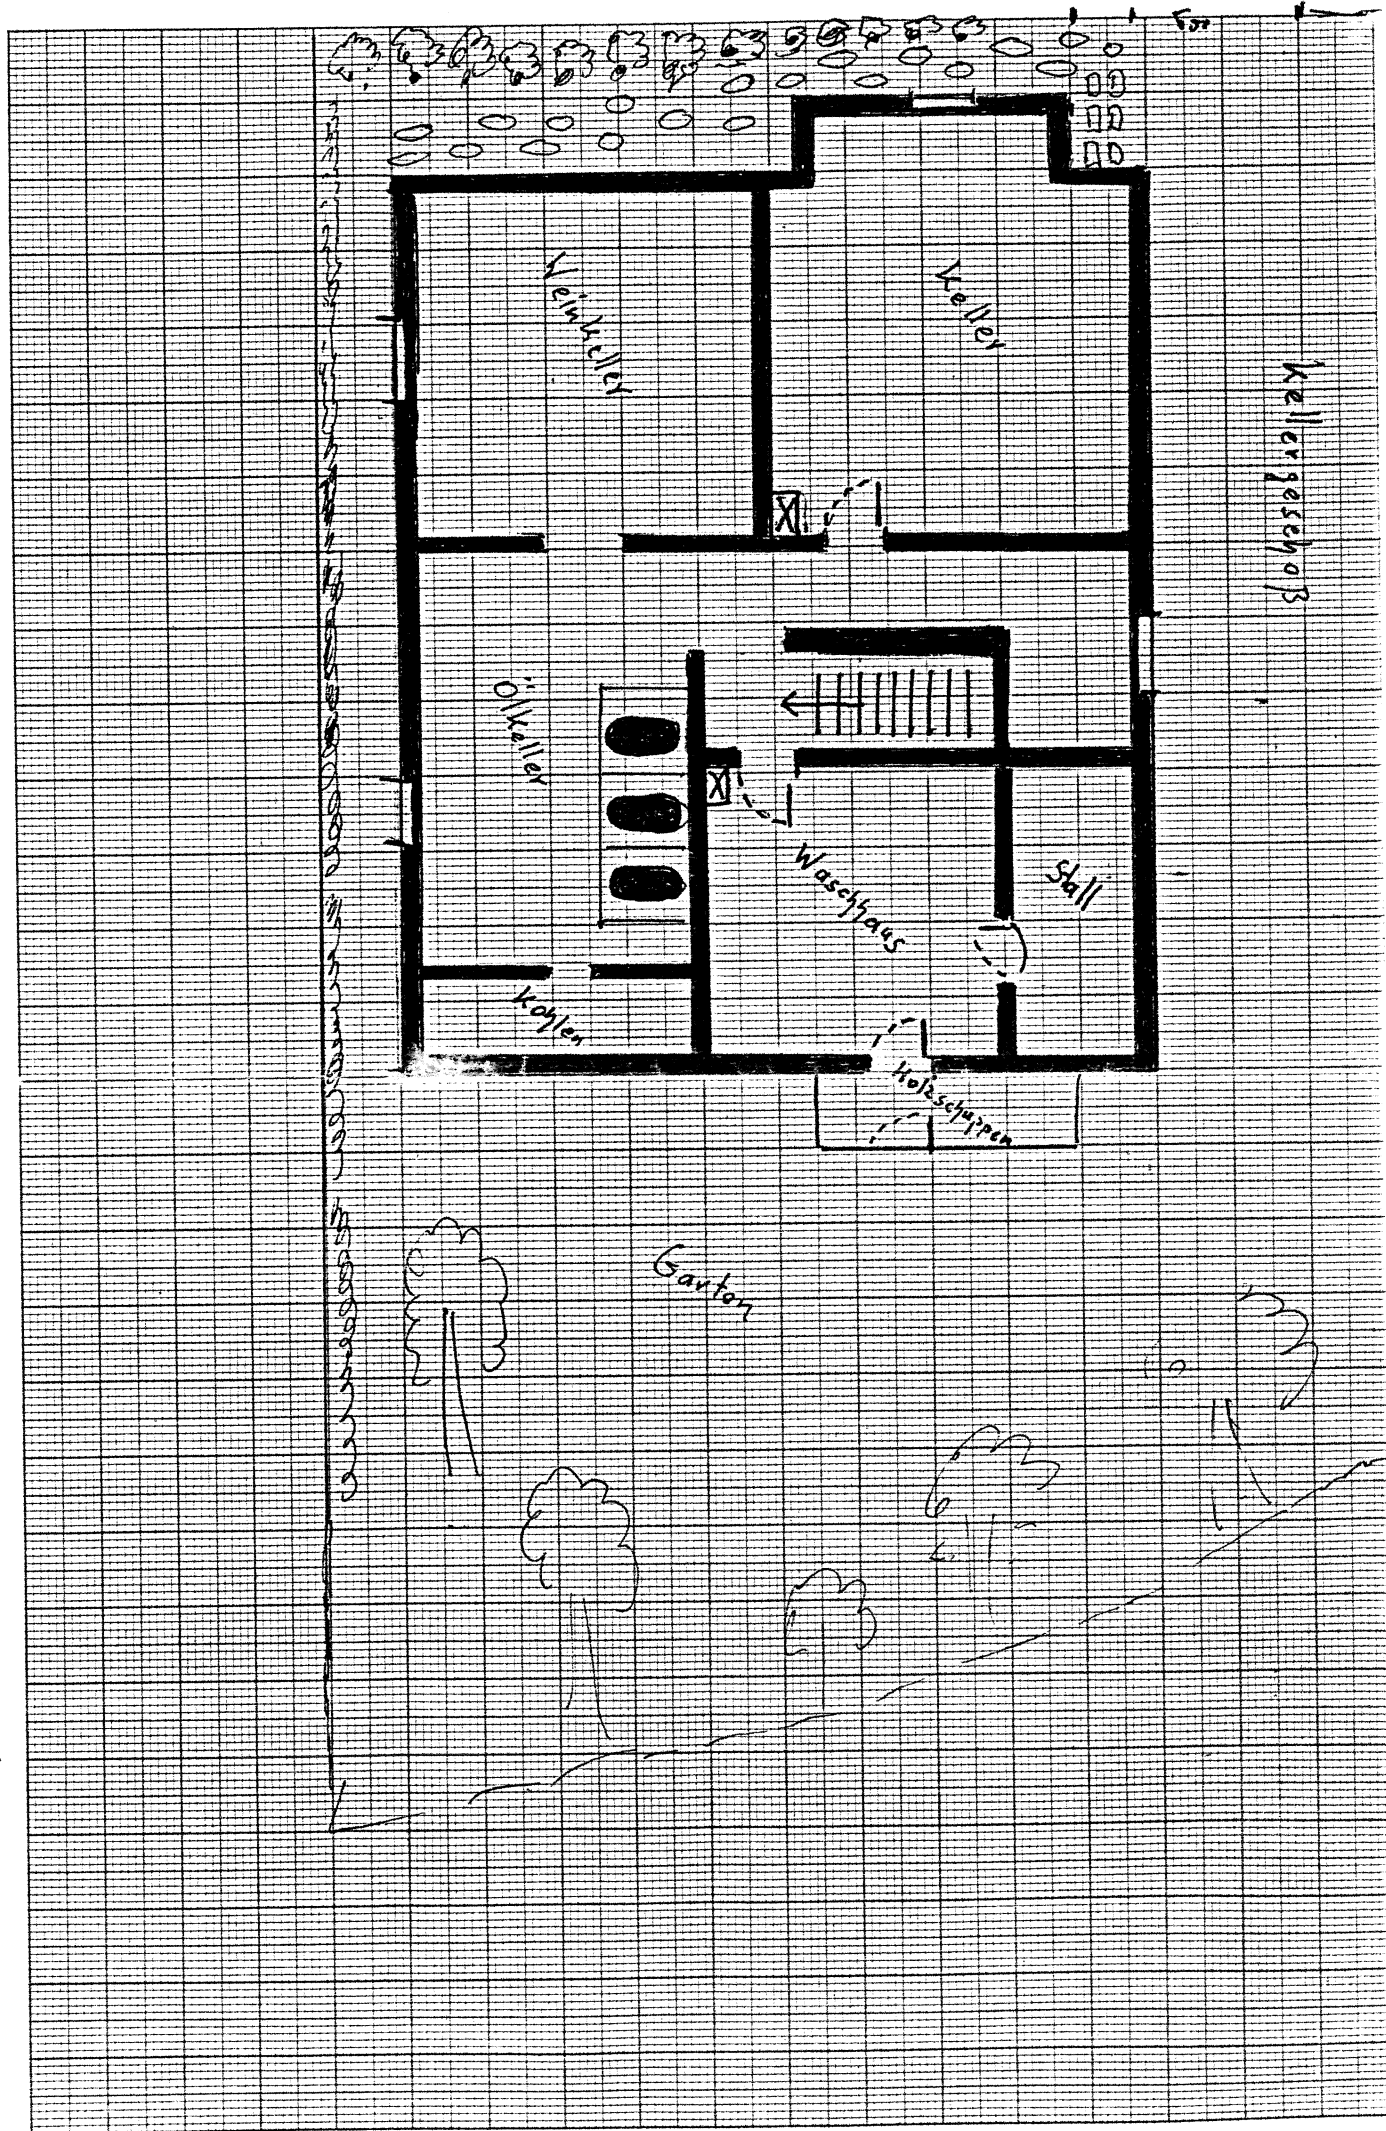 Kellergeschoß
Weinkeller
Keller
Ölkeller
Waschhaus
Stall
Kohlen
Holzschuppen
Garten